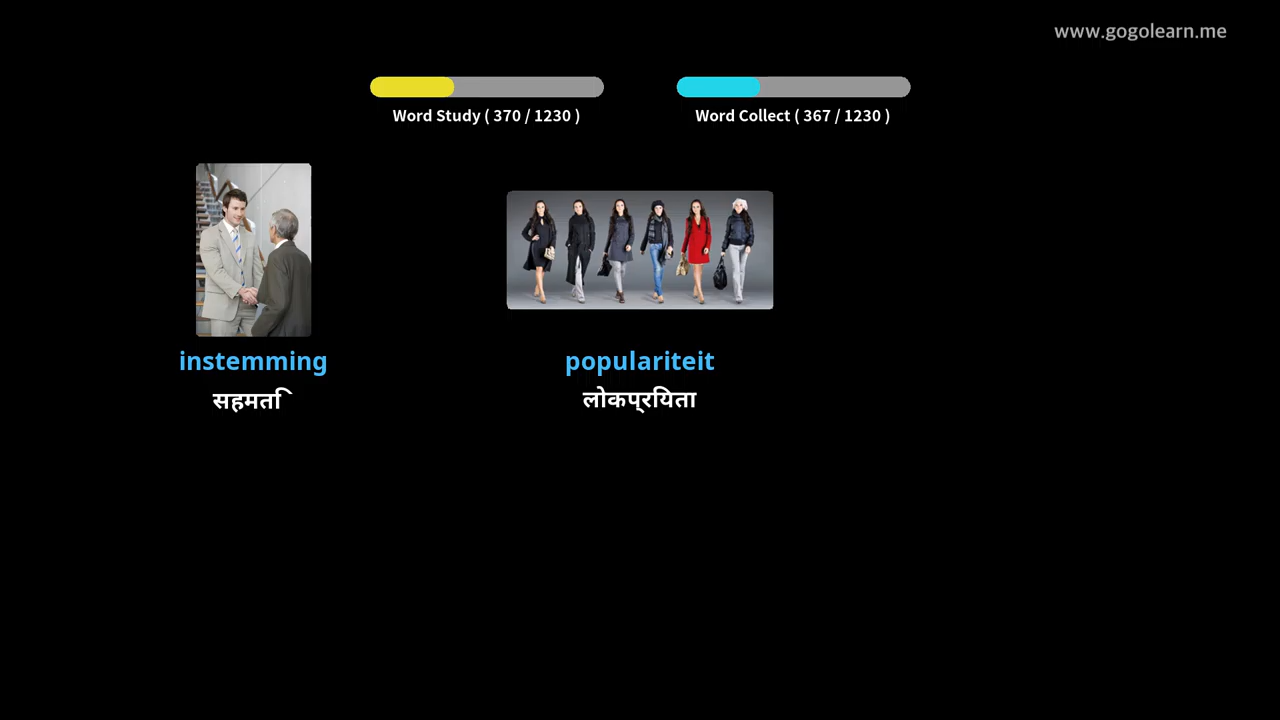 www.gogolearn.me
Word Study ( 370 / 1230 )
Word Collect ( 367 / 1230 )
instemming
सहमति
populariteit
लोकप्रियता